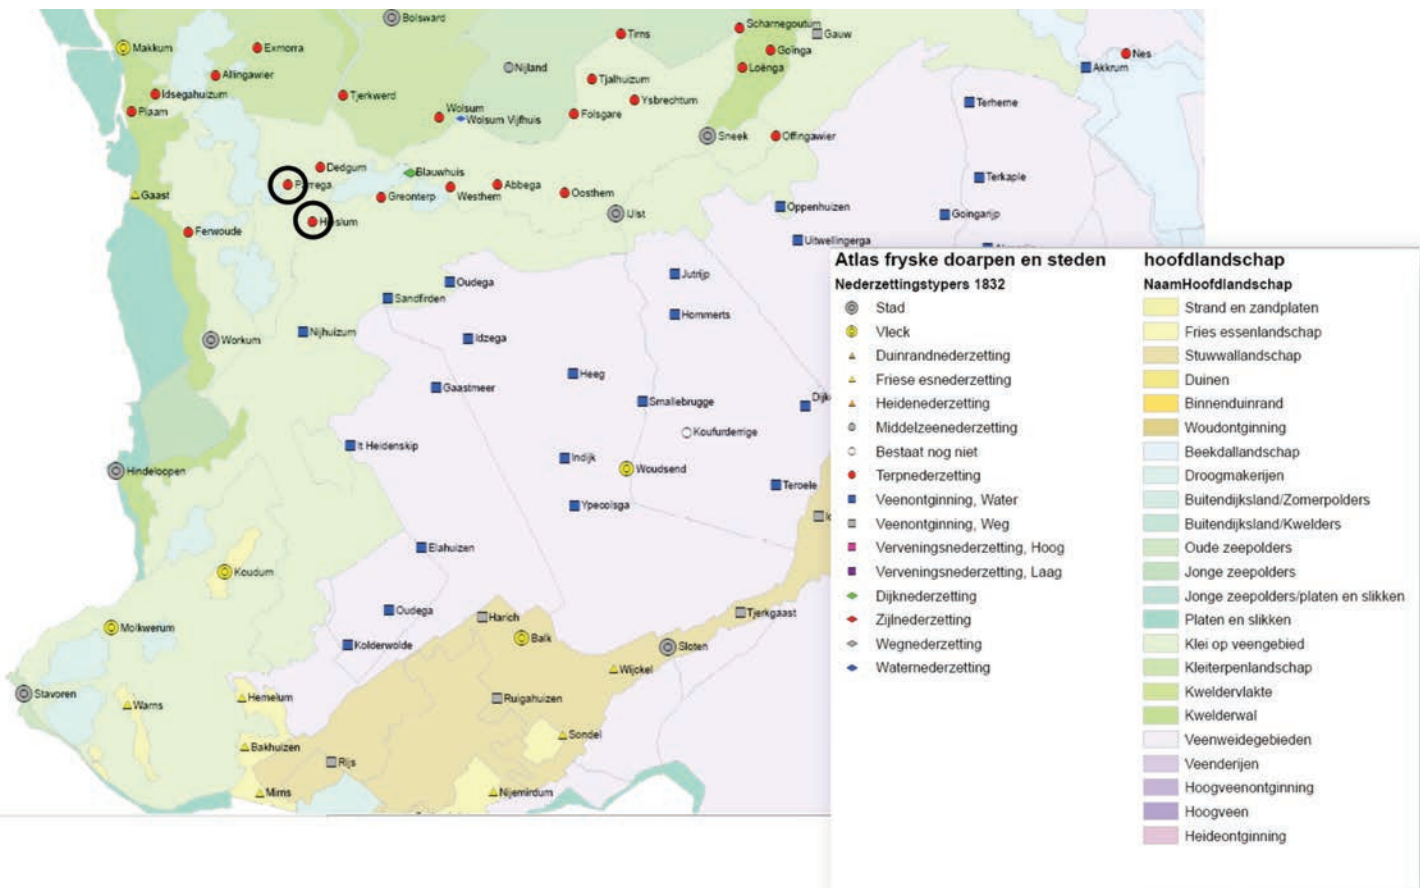 Bolsward
Scharnegoutum
Makkum
Exmorra
Tirns
Gauw
Goïnga
Nes
Allingawier
Nijland
Loënga
Akkrum
Idsegahuizum
Tjerkwerd
Tjalhuizum
Ysbrechtum
Terherne
Piaam
Wolsum
Wolsum Vijfhuis
Folsgare
Sneek
Offingawier
Dedgum
Blauwhuis
Terkaple
Parrega
Gaast
Greonterp
Westhem
Abbega
Oosthem
Oppenhuizen
Goingarijp
IJlst
Hieslum
Ferwoude
Uitwellingerga
Jutrijp
Oudega
Sandfirden
Hommerts
Nijhuizum
Workum
Idzega
Heeg
Gaastmeer
Smallebrugge
Koufurderrige
It Heidenskip
Indijk
Woudsend
Hindeloopen
Teroele
Ypecolsga
Elahuizen
Koudum
Oudega
Harich
Tjerkgaast
Molkwerum
Balk
Kolderwolde
Sloten
Wijckel
Stavoren
Hemelum
Ruigahuizen
Warns
Sondel
Bakhuizen
Rijs
Mirns
Nijemirdum
Atlas fryske doarpen en steden
Nederzettingstypers 1832
Stad
Vleck
Duinrandnederzetting
Friese esnederzetting
Heidenederzetting
Middelzeenederzetting
Bestaat nog niet
Terpnederzetting
Veenontginning, Water
Veenontginning, Weg
Verveningsnederzetting, Hoog
Verveningsnederzetting, Laag
Dijknederzetting
Zijlnederzetting
Wegnederzetting
Waternederzetting
hoofdlandschap
NaamHoofdlandschap
Strand en zandplaten
Fries essenlandschap
Stuwwallandschap
Duinen
Binnenduinrand
Woudontginning
Beekdallandschap
Droogmakerijen
Buitendijksland/Zomerpolders
Buitendijksland/Kwelders
Oude zeepolders
Jonge zeepolders
Jonge zeepolders/platen en slikken
Platen en slikken
Klei op veengebied
Kleiterpenlandschap
Kweldervlakte
Kwelderwal
Veenweidegebieden
Veenderijen
Hoogveenontginning
Hoogveen
Heideontginning